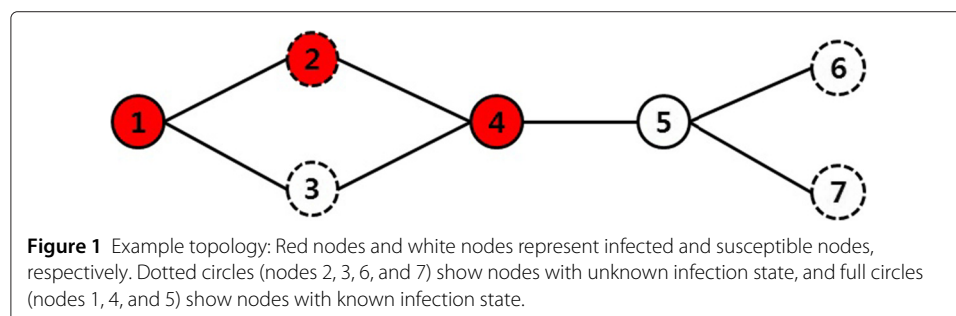 2
6
1
4
5
3
7
Figure 1 Example topology: Red nodes and white nodes represent infected and susceptible nodes,
respectively. Dotted circles (nodes 2, 3, 6, and 7) show nodes with unknown infection state, and full circles
(nodes 1, 4, and 5) show nodes with known infection state.